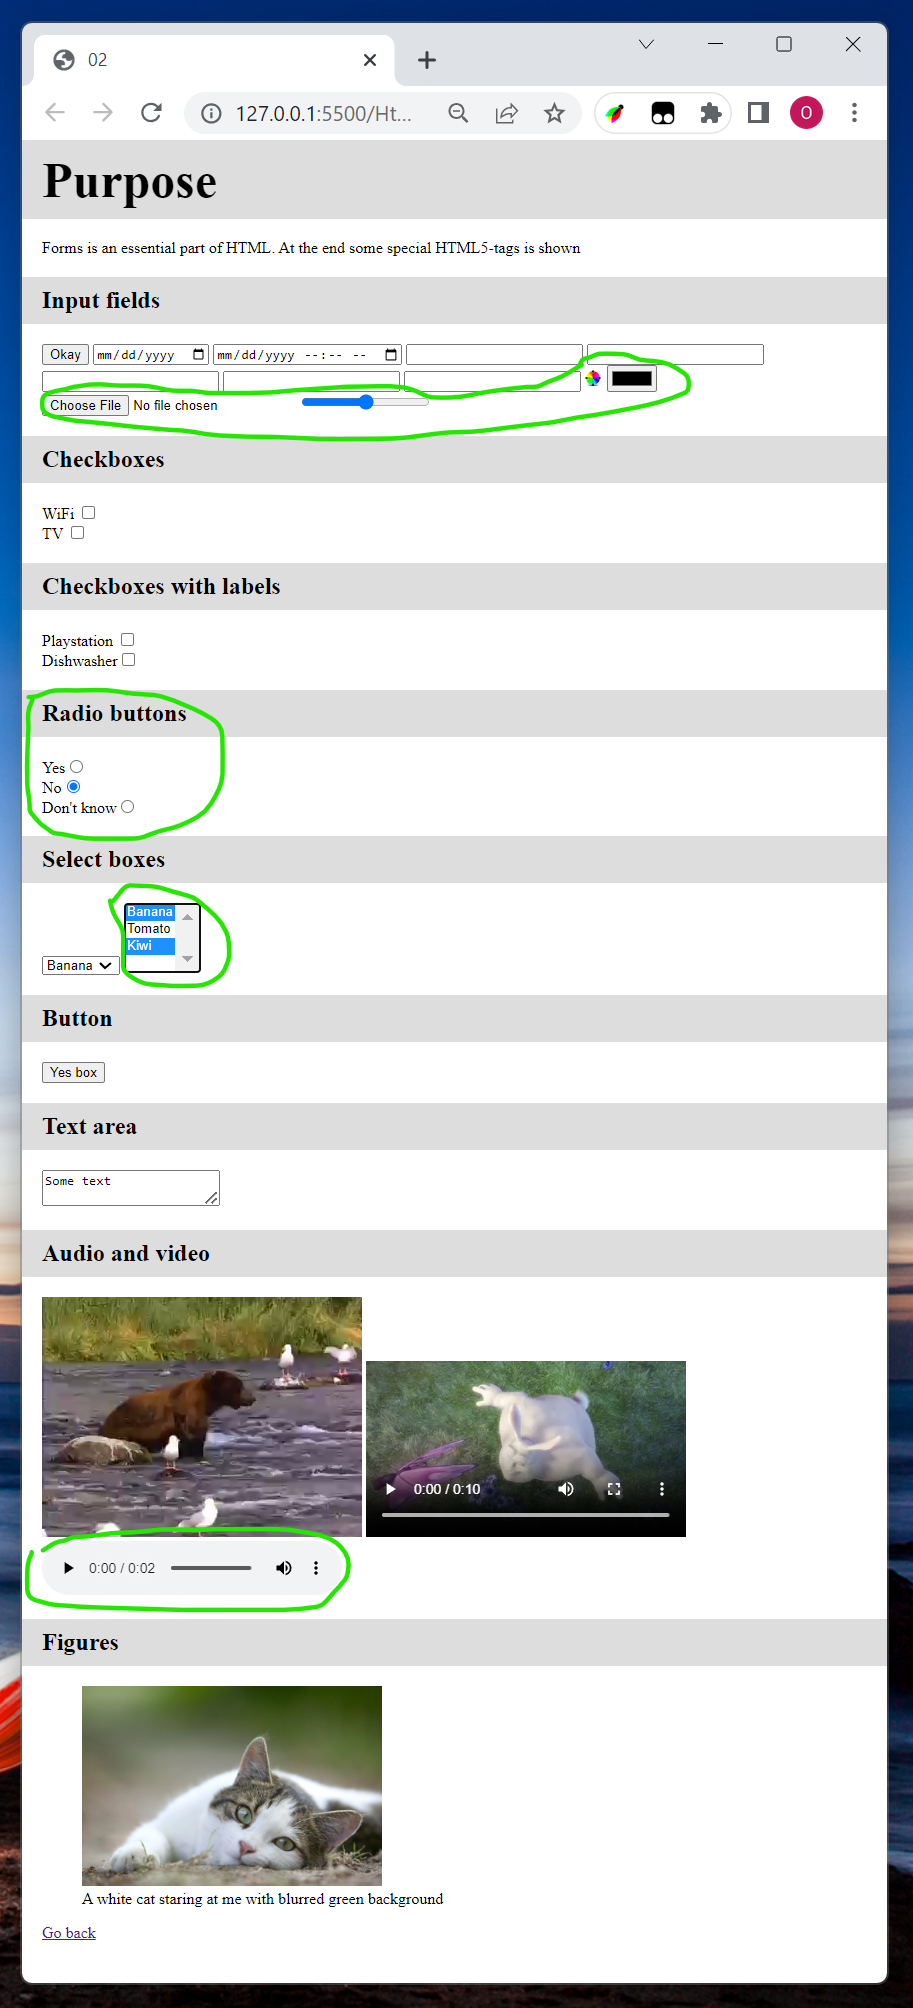 02
127.0.0.1:5500/Ht...
O
Purpose
Forms is an essential part of HTML. At the end some special HTML5-tags is shown
Input fields
Okay mm/dd/yyyy mm/dd/yyyy --:-- --
Choose File No file chosen
Checkboxes
WiFi
TV
Checkboxes with labels
Playstation
Dishwasher
Radio buttons
Yes
No
Don't know
Select boxes
Banana
Tomato
Kiwi
Banana
Button
Yes box
Text area
Some text
Audio and video
0:00 / 0:10
0:00 / 0:02
Figures
A white cat staring at me with blurred green background
Go back